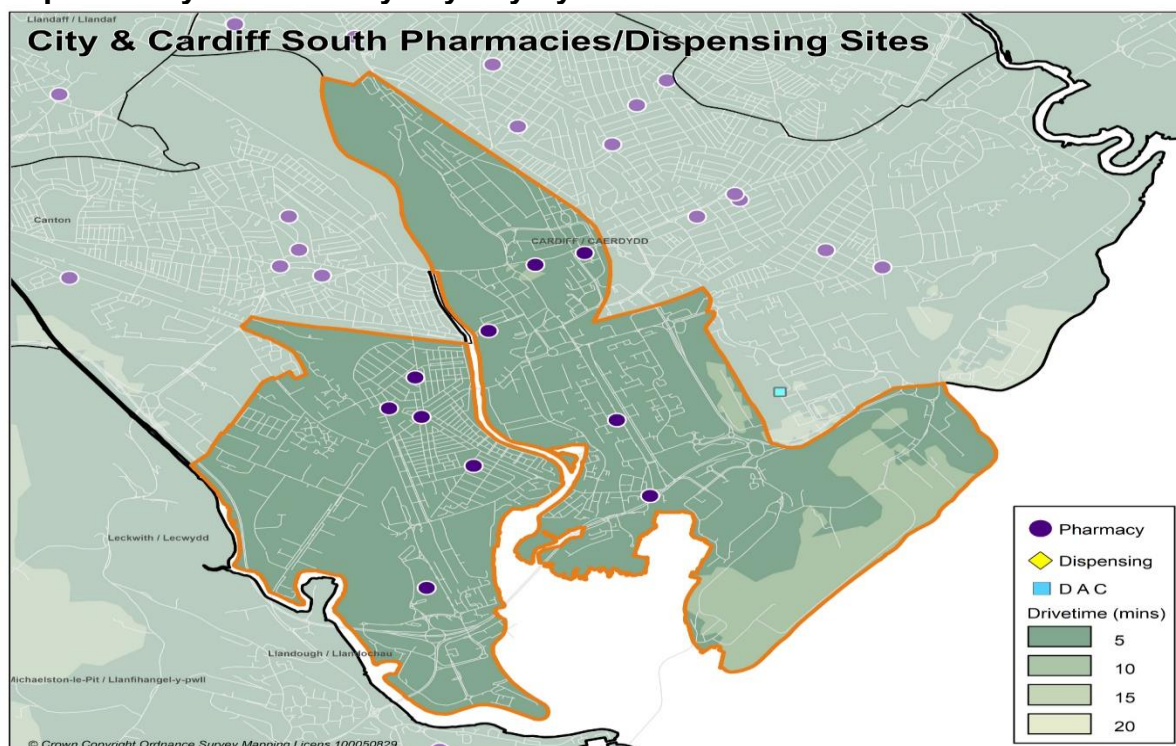 Llandaff / Llandaf
City & Cardiff South Pharmacies/Dispensing Sites
Canton
CARDIFF / CAERDYDD
Leckwith / Lecwydd
Llandough / Llandochau
Michaelston-le-Pit / Llanfihangel-y-pwll
Pharmacy
Dispensing
D A C
Drivetime (mins)
5
10
15
20
© Crown Copyright Ordnance Survey Mapping Licens 100050829